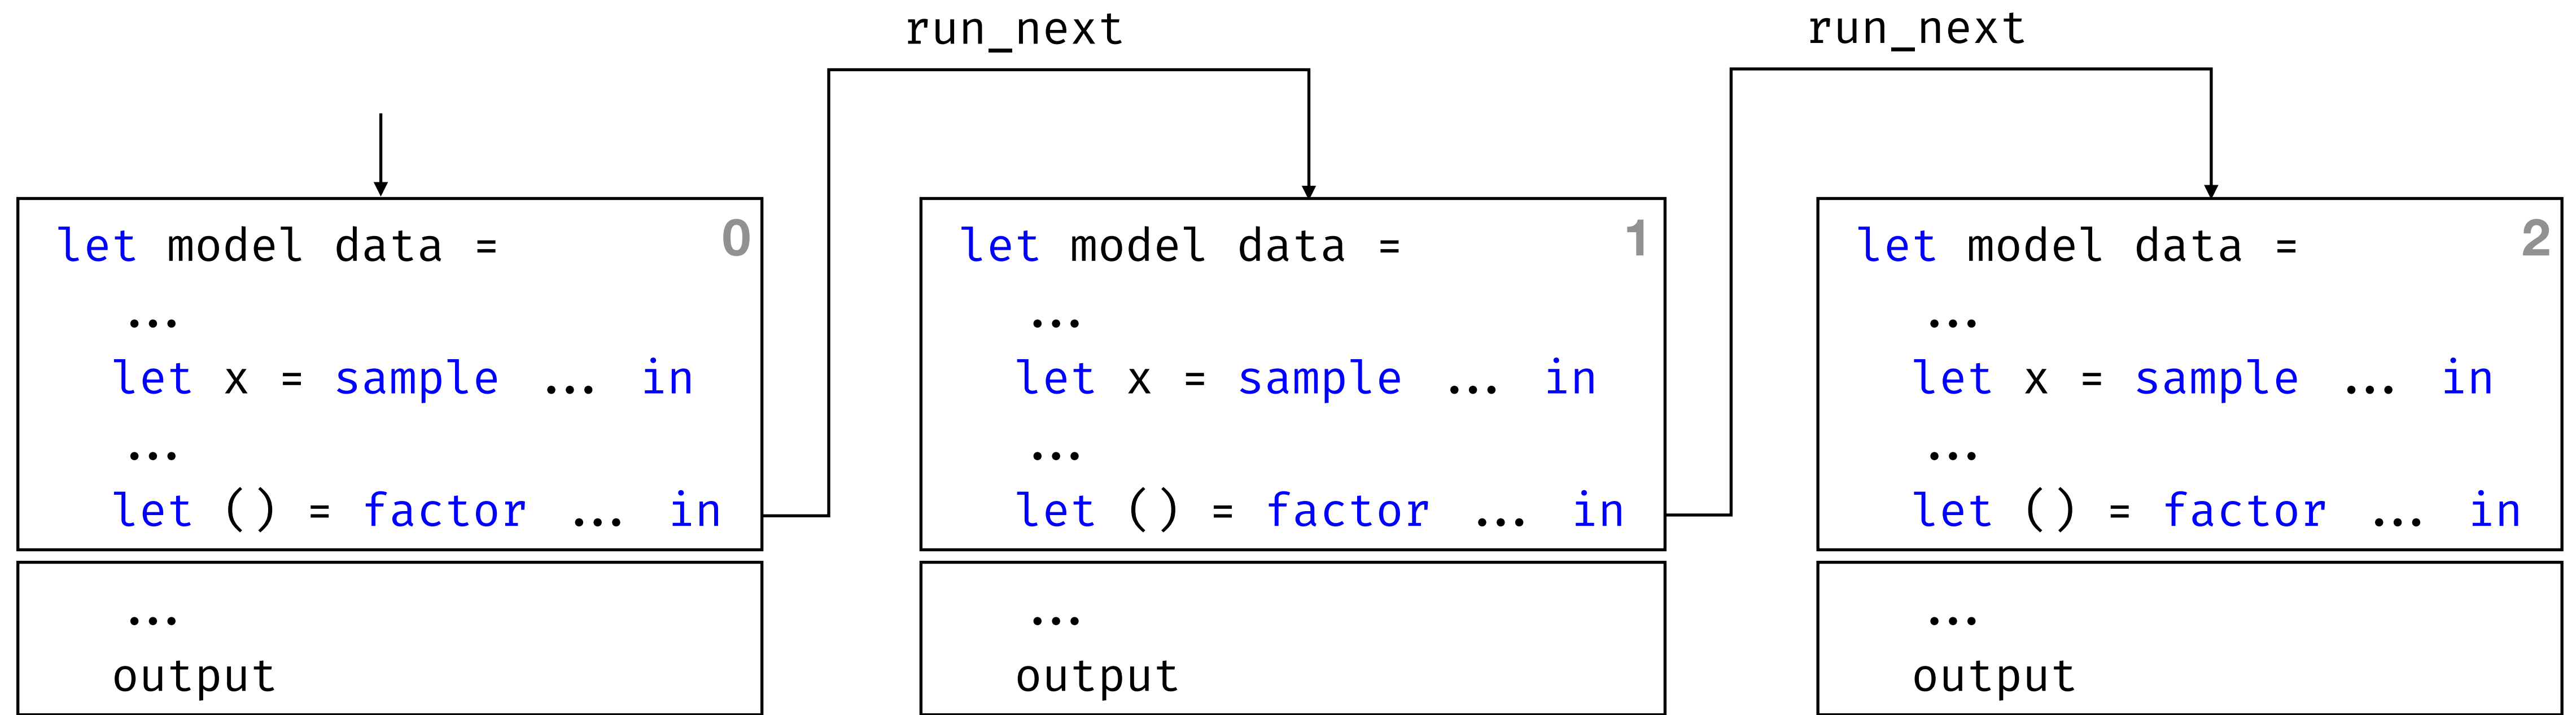 run_next
run_next
let model data = 0
...
let x = sample ... in
...
let () = factor ... in
...
output
let model data = 1
...
let x = sample ... in
...
let () = factor ... in
...
output
let model data = 2
...
let x = sample ... in
...
let () = factor ... in
...
output